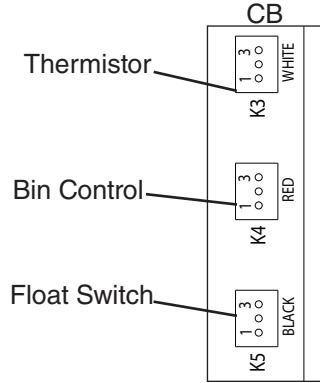 CB
Thermistor
1 3
WHITE
K3
Bin Control
1 3
RED
K4
Float Switch
1 3
BLACK
K5